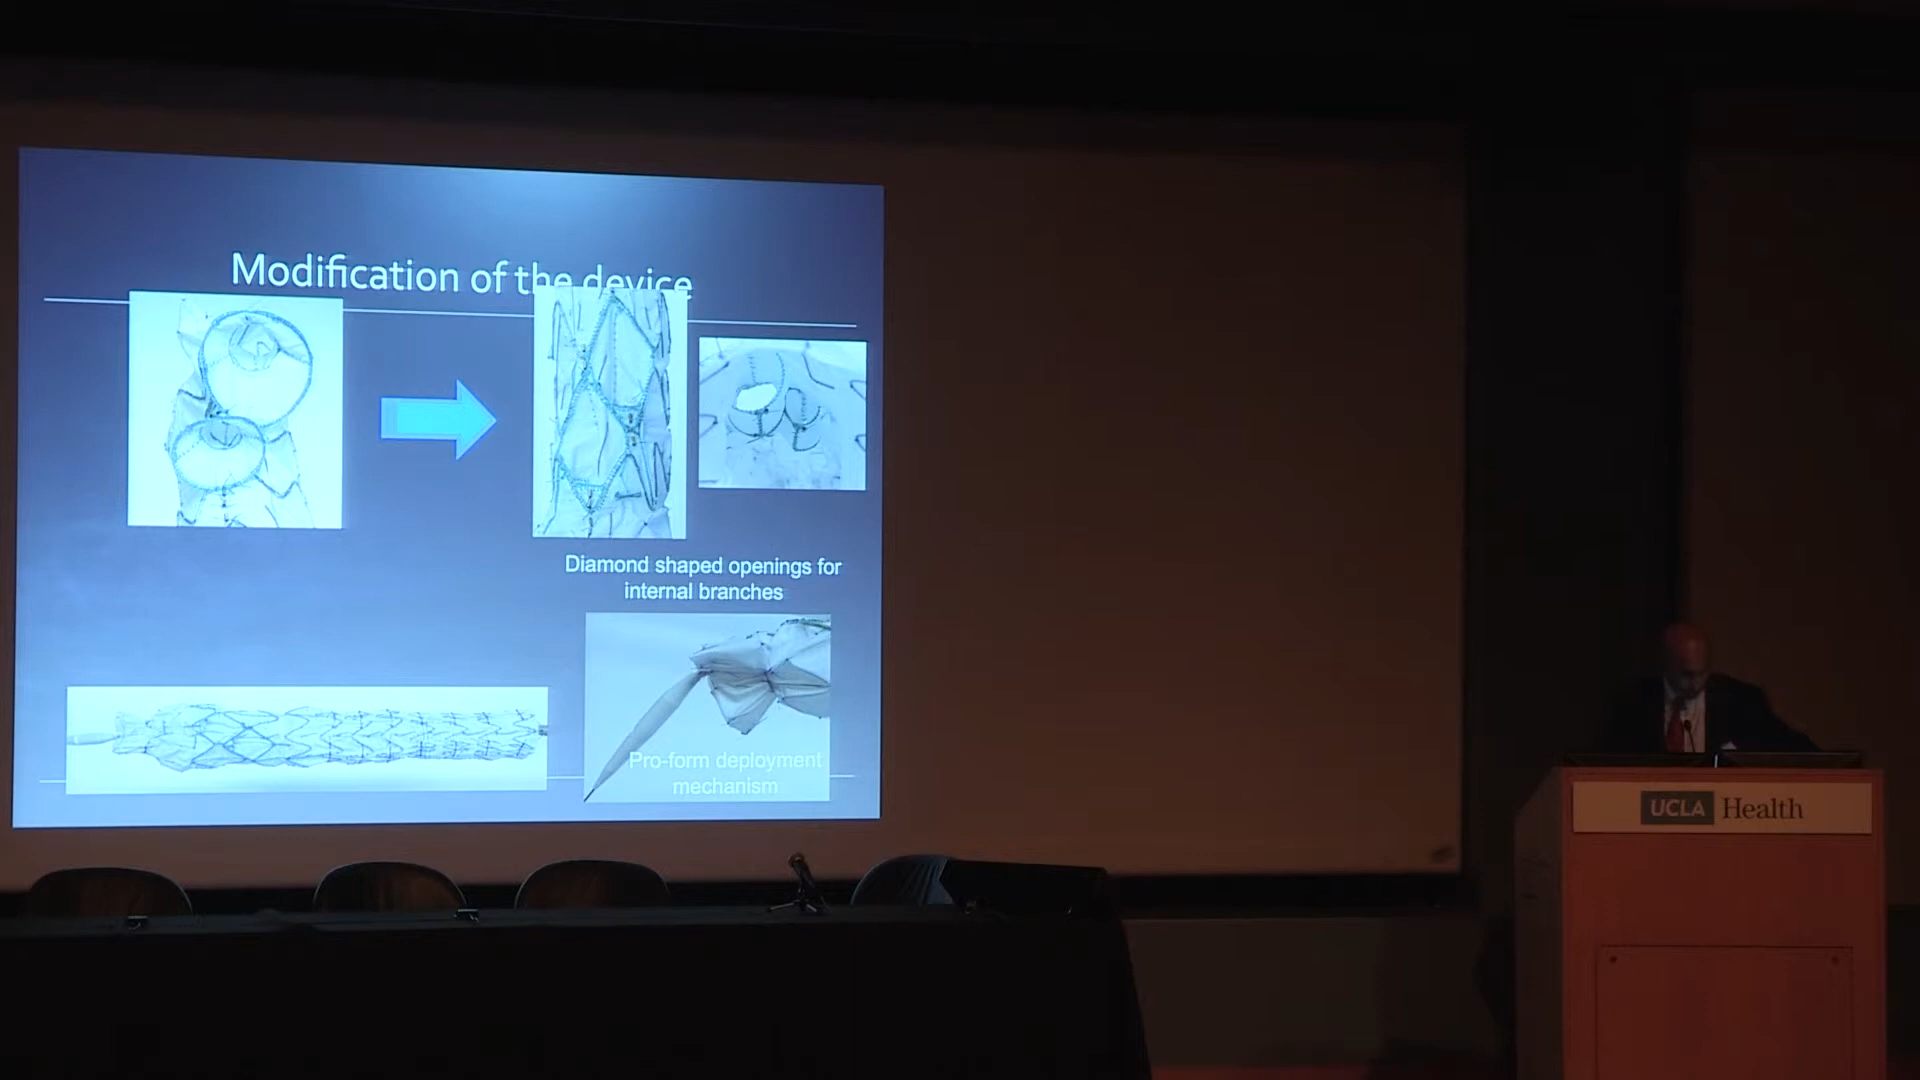 Modification of the device
Diamond shaped openings for
internal branches
Pro-form deployment
mechanism
UCLA Health